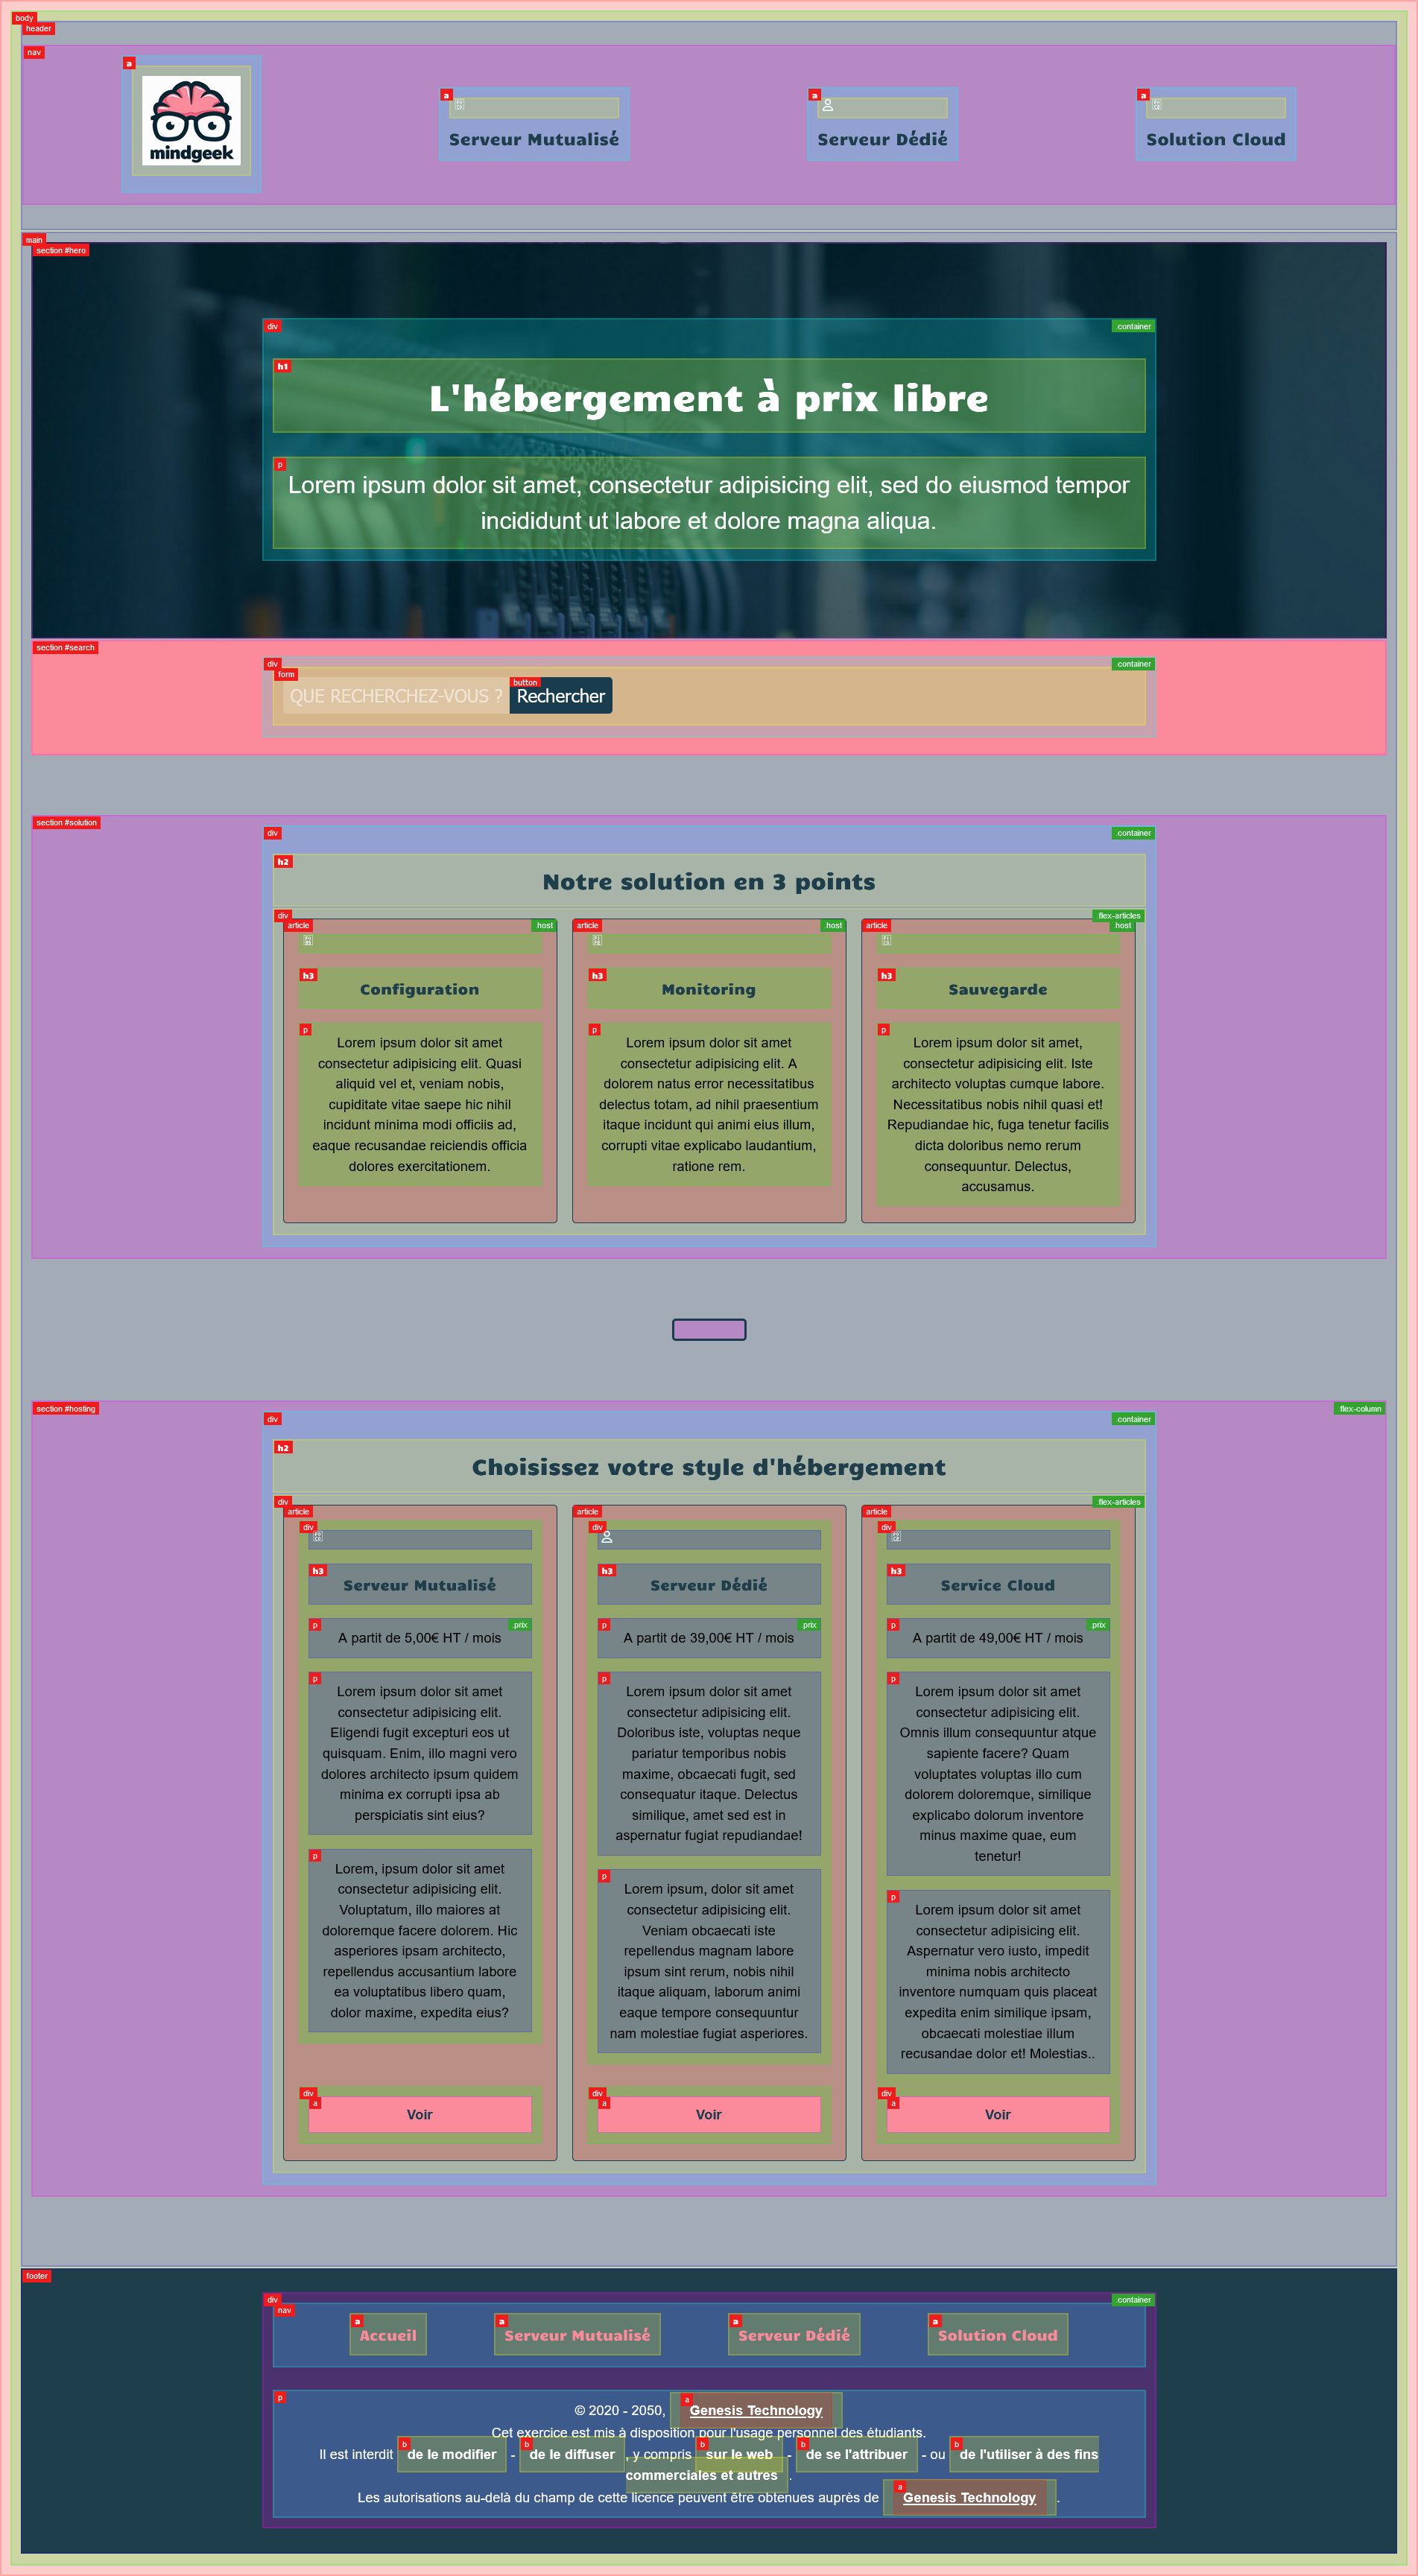 body
header
nav
a
mindgeek
a
Serveur Mutualisé
a
Serveur Dédié
a
Solution Cloud
main
section #hero
div
.container
h1
L'hébergement à prix libre
p
Lorem ipsum dolor sit amet, consectetur adipisicing elit, sed do eiusmod tempor
incididunt ut labore et dolore magna aliqua.
section #search
div
.container
form
button
QUE RECHERCHEZ-VOUS ?
Rechercher
section #solution
div
.container
h2
Notre solution en 3 points
div
.flex-articles
article
.host
h3
Configuration
p
Lorem ipsum dolor sit amet
consectetur adipisicing elit. Quasi
aliquid vel et, veniam nobis,
cupiditate vitae saepe hic nihil
incidunt minima modi officiis ad,
eaque recusandae reiciendis officia
dolores exercitationem.
article
.host
h3
Monitoring
p
Lorem ipsum dolor sit amet
consectetur adipisicing elit. A
dolorem natus error necessitatibus
delectus totam, ad nihil praesentium
itaque incidunt qui animi eius illum,
corrupti vitae explicabo laudantium,
ratione rem.
article
.host
h3
Sauvegarde
p
Lorem ipsum dolor sit amet,
consectetur adipisicing elit. Iste
architecto voluptas cumque labore.
Necessitatibus nobis nihil quasi et!
Repudiandae hic, fuga tenetur facilis
dicta doloribus nemo rerum
consequuntur. Delectus,
accusamus.
section #hosting
.flex-column
div
.container
h2
Choisissez votre style d'hébergement
div
.flex-articles
article
div
h3
Serveur Mutualisé
p
.prix
A partit de 5,00€ HT / mois
p
Lorem ipsum dolor sit amet
consectetur adipisicing elit.
Eligendi fugit excepturi eos ut
quisquam. Enim, illo magni vero
dolores architecto ipsum quidem
minima ex corrupti ipsa ab
perspiciatis sint eius?
p
Lorem, ipsum dolor sit amet
consectetur adipisicing elit.
Voluptatum, illo maiores at
doloremque facere dolorem. Hic
asperiores ipsam architecto,
repellendus accusantium labore
ea voluptatibus libero quam,
dolor maxime, expedita eius?
div
a
Voir
article
div
h3
Serveur Dédié
p
.prix
A partit de 39,00€ HT / mois
p
Lorem ipsum dolor sit amet
consectetur adipisicing elit.
Doloribus iste, voluptas neque
pariatur temporibus nobis
maxime, obcaecati fugit, sed
consequatur itaque. Delectus
similique, amet sed est in
aspernatur fugiat repudiandae!
p
Lorem ipsum, dolor sit amet
consectetur adipisicing elit.
Veniam obcaecati iste
repellendus magnam labore
ipsum sint rerum, nobis nihil
itaque aliquam, laborum animi
eaque tempore consequuntur
nam molestiae fugiat asperiores.
div
a
Voir
article
div
h3
Service Cloud
p
.prix
A partit de 49,00€ HT / mois
p
Lorem ipsum dolor sit amet
consectetur adipisicing elit.
Omnis illum consequuntur atque
sapiente facere? Quam
voluptates voluptas illo cum
dolorem doloremque, similique
explicabo dolorum inventore
minus maxime quae, eum
tenetur!
p
Lorem ipsum dolor sit amet
consectetur adipisicing elit.
Aspernatur vero iusto, impedit
minima nobis architecto
inventore numquam quis placeat
expedita enim similique ipsam,
obcaecati molestiae illum
recusandae dolor et! Molestias..
div
a
Voir
footer
div
.container
nav
a
Accueil
a
Serveur Mutualisé
a
Serveur Dédié
a
Solution Cloud
p
a
© 2020 - 2050, Genesis Technology
Cet exercice est mis à disposition pour l'usage personnel des étudiants.
b
b
b
b
b
Il est interdit de le modifier - de le diffuser, y compris sur le web - de se l'attribuer - ou de l'utiliser à des fins
commerciales et autres .
a
Les autorisations au-delà du champ de cette licence peuvent être obtenues auprès de Genesis Technology .